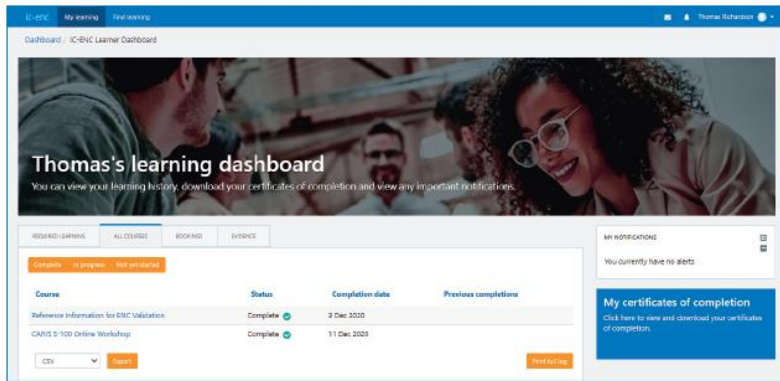 ic-enc My learning Find learning Thomas Richardson
Dashboard / IC-ENC Learner Dashboard
Thomas's learning dashboard
You can view your learning history, download your certificates of completion and view any important notifications.
REQUIRED LEARNING ALL COURSES BOOKINGS EVIDENCE
Complete In progress Not yet started
Course Status Completion date Previous completions
Reference Information for ENC Validation Complete 3 Dec 2020
CARIS S-100 Online Workshop Complete 11 Dec 2020
CSV Export Print full log
MY NOTIFICATIONS
You currently have no alerts
My certificates of completion
Click here to view and download your certificates
of completion.